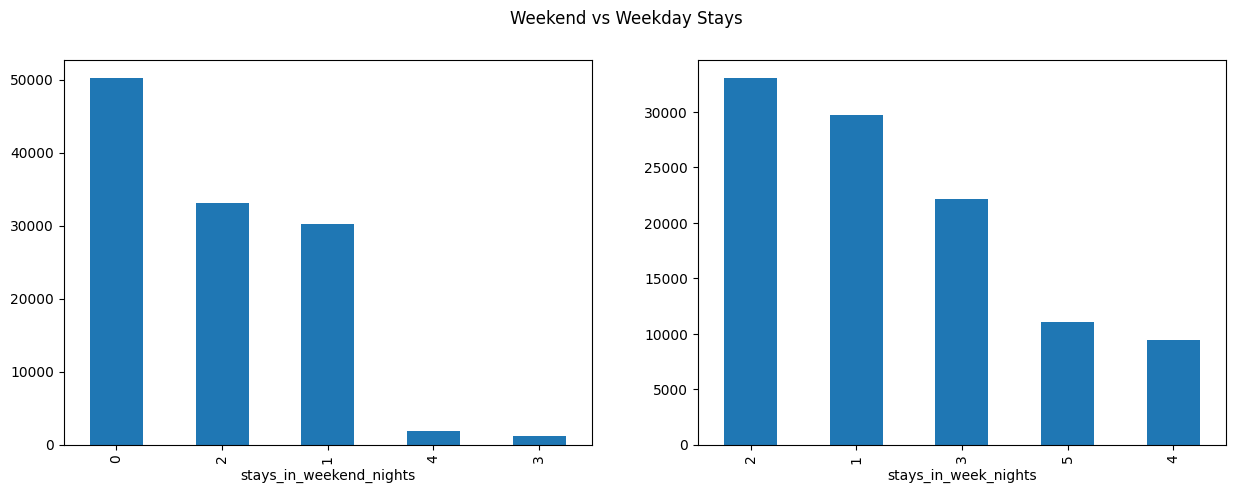 Weekend vs Weekday Stays
50000
40000
30000
20000
10000
0
0 2 1 4 3
stays_in_weekend_nights
30000
25000
20000
15000
10000
5000
0
2 1 3 5 4
stays_in_week_nights